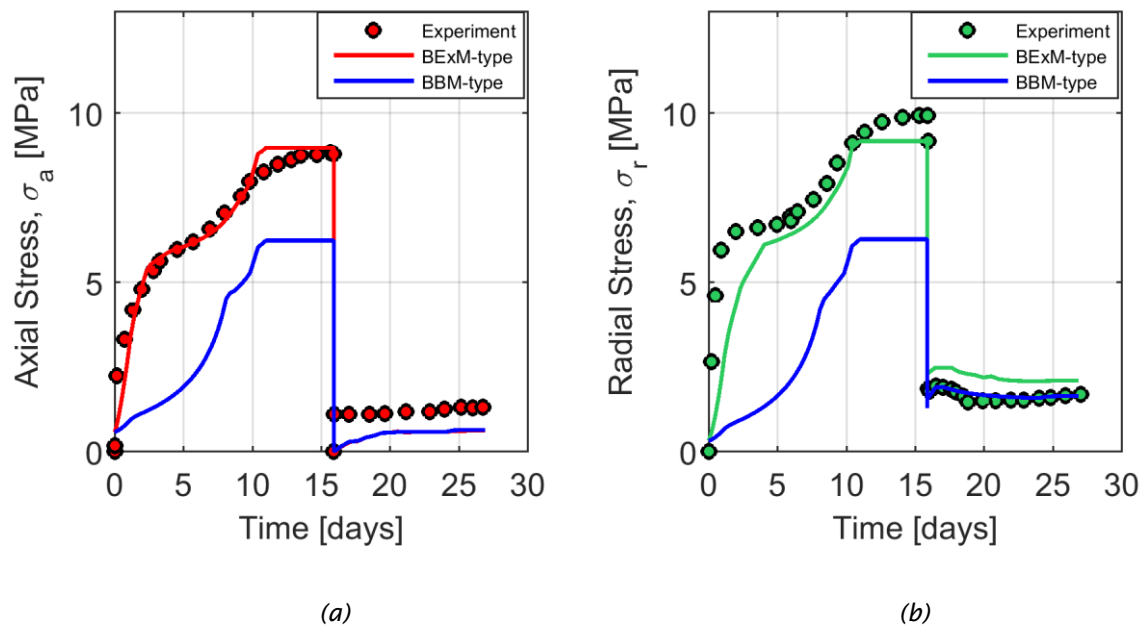 Experiment
BExM-type
BBM-type
10
5
0
Axial Stress, σa [MPa]
0 5 10 15 20 25 30
Time [days]
(a)
Experiment
BExM-type
BBM-type
10
5
0
Radial Stress, σr [MPa]
0 5 10 15 20 25 30
Time [days]
(b)